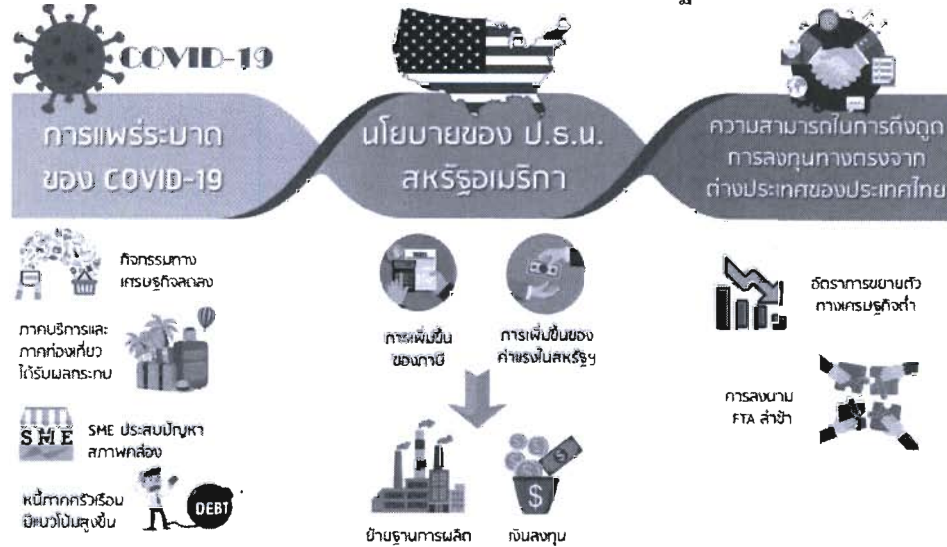 COVID-19
การแพร่ระบาด
ของ COVID-19
นโยบายของ ป.ธ.น.
สหรัฐอเมริกา
ความสามารถในการดึงดูด
การลงทุนทางตรงจาก
ต่างประเทศของประเทศไทย
กิจกรรมทาง
เศรษฐกิจลดลง
ภาคบริการและ
ภาคท่องเที่ยว
ได้รับผลกระทบ
SME
SME ประสบปัญหา
สภาพคล่อง
หนี้ภาคครัวเรือน
มีแนวโน้มสูงขึ้น
DEBT
การเพิ่มขึ้น
ของภาษี
การเพิ่มขึ้นของ
ค่าแรงในสหรัฐฯ
ย้ายฐานการผลิต
$
เงินลงทุน
อัตราการขยายตัว
ทางเศรษฐกิจต่ำ
การลงนาม
FTA ล่าช้า